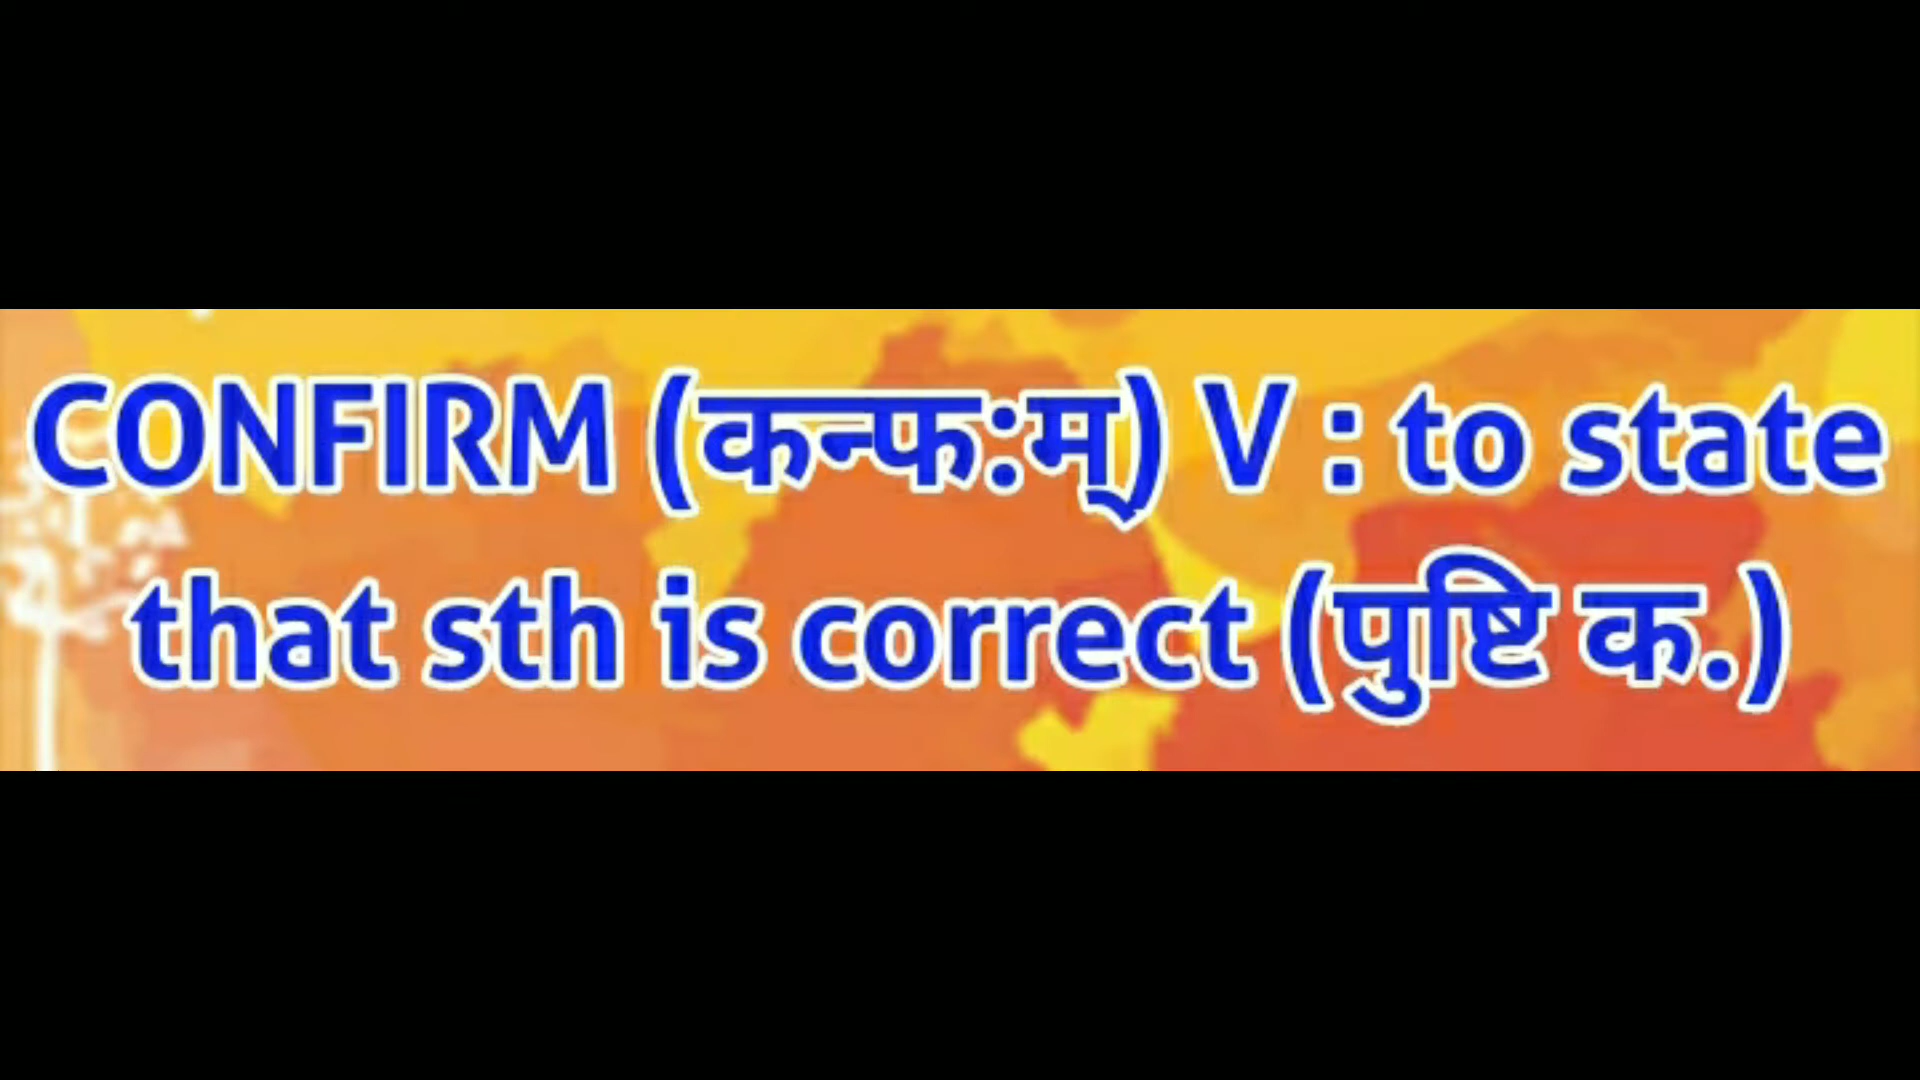 CONFIRM (कन्फ:म्) V : to state
that sth is correct (पुष्टि क.)